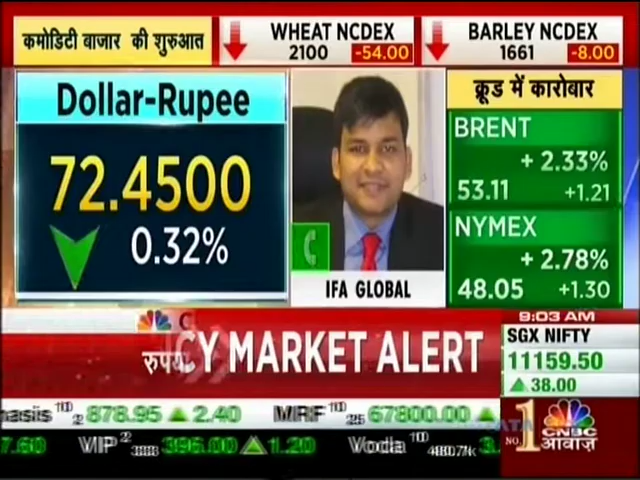 कमोडिटी बाजार की शुरुआत
WHEAT NCDEX
2100 -54.00
BARLEY NCDEX
1661 -8.00
Dollar-Rupee
72.4500
0.32%
IFA GLOBAL
क्रूड में कारोबार
BRENT
+ 2.33%
53.11 +1.21
NYMEX
+ 2.78%
48.05 +1.30
CY MARKET ALERT
9:03 AM
SGX NIFTY
11159.50
38.00
878.95 2.40 MRF 67800.00
VIP 396.00 1.20 Voda
NO. 1 CNBC
आवाज़